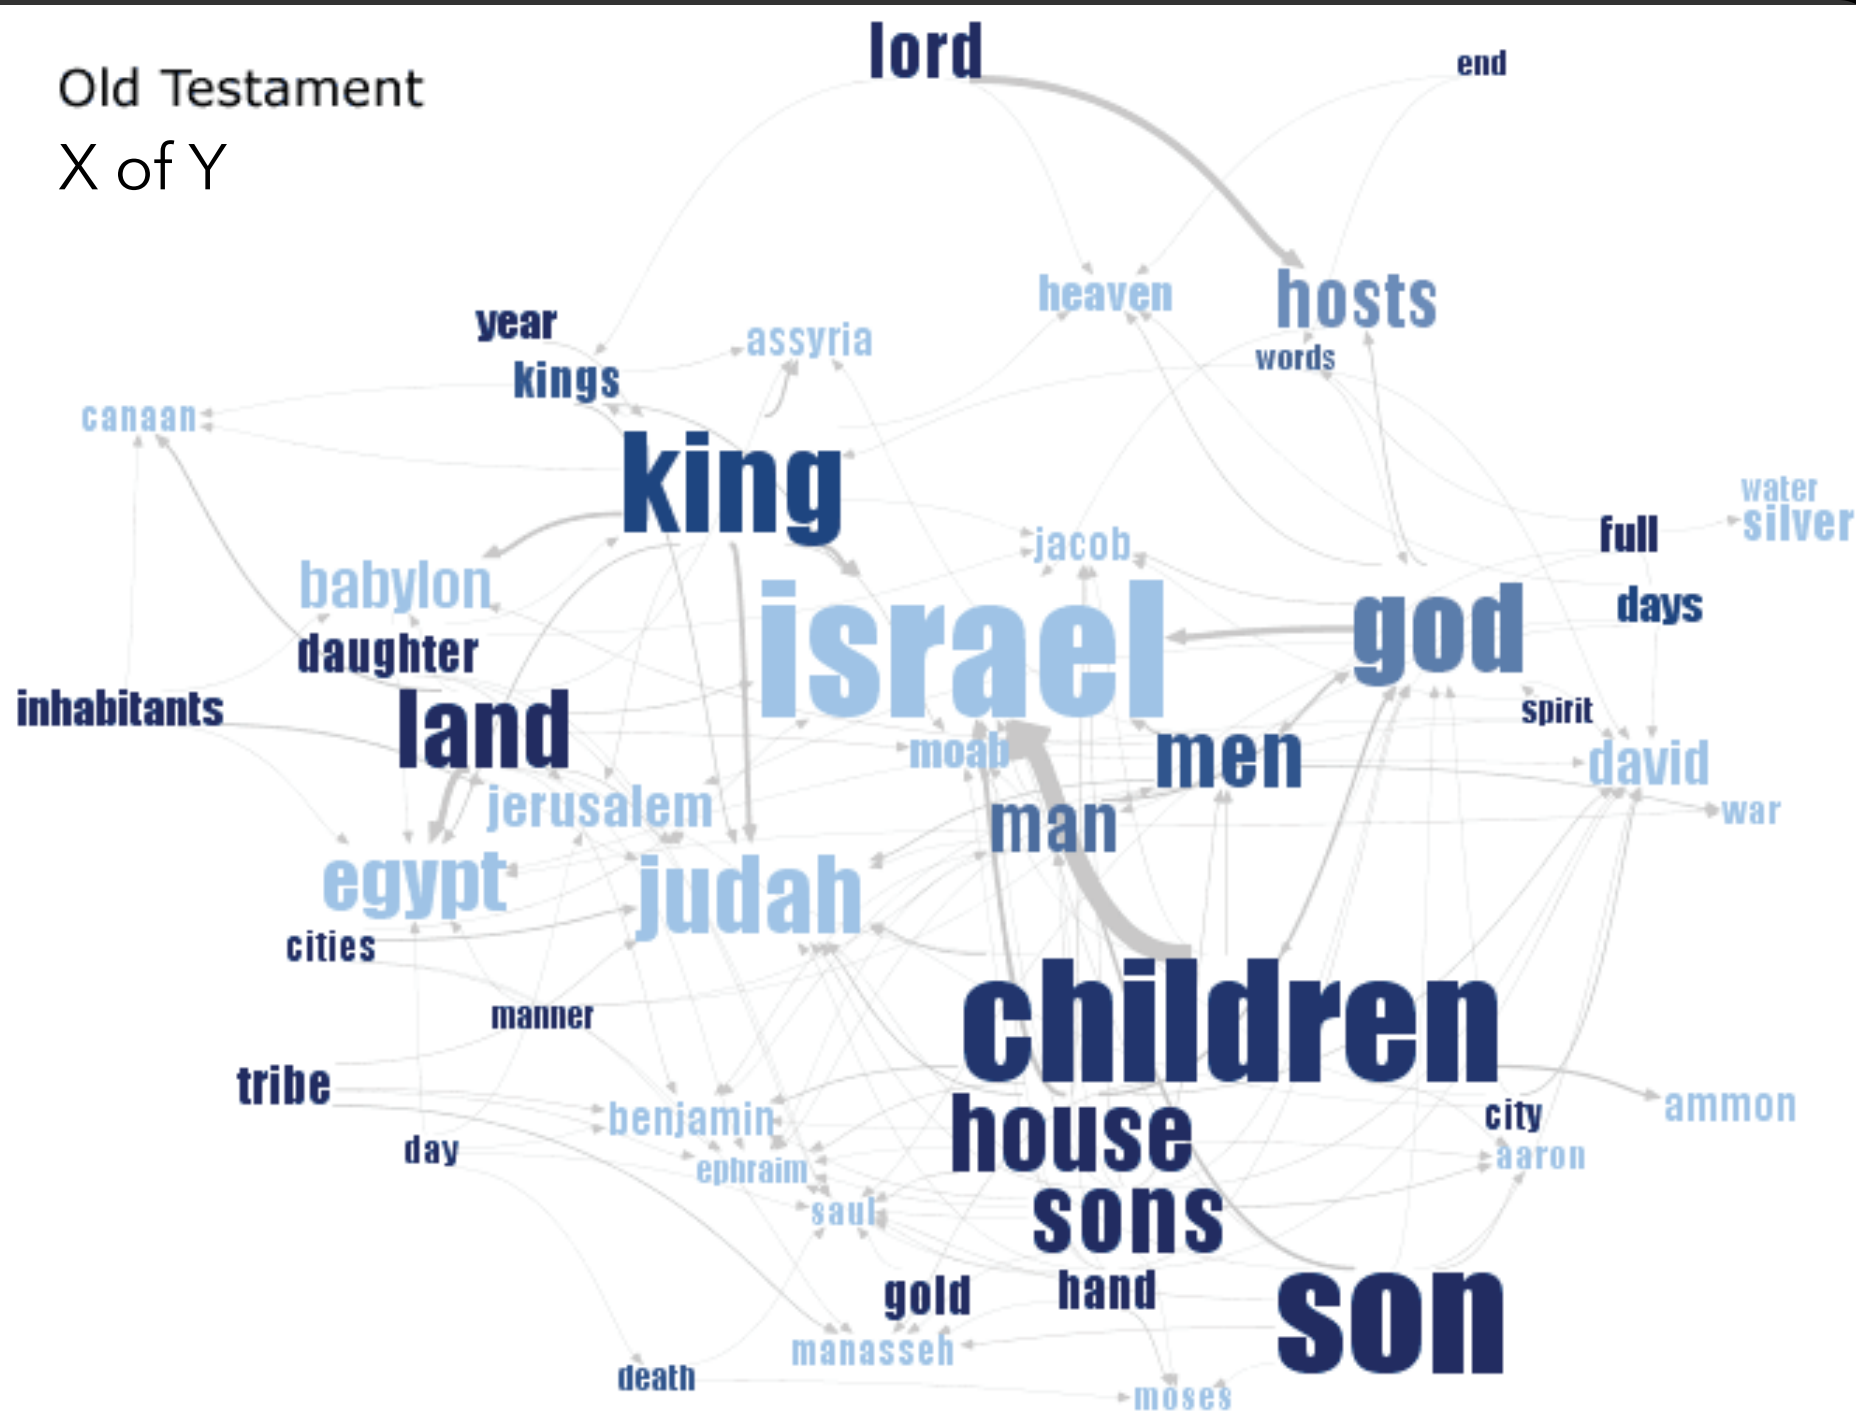 Old Testament
X of Y
lord
end
heaven
hosts
year
assyria
words
kings
canaan
king
water
silver
full
jacob
babylon
israel
god
days
daughter
inhabitants
land
spirit
moab
men
david
jerusalem
man
war
egypt
judah
cities
manner
children
tribe
benjamin
house
city
ammon
day
ephraim
aaron
saul
sons
gold
hand
son
manasseh
death
moses